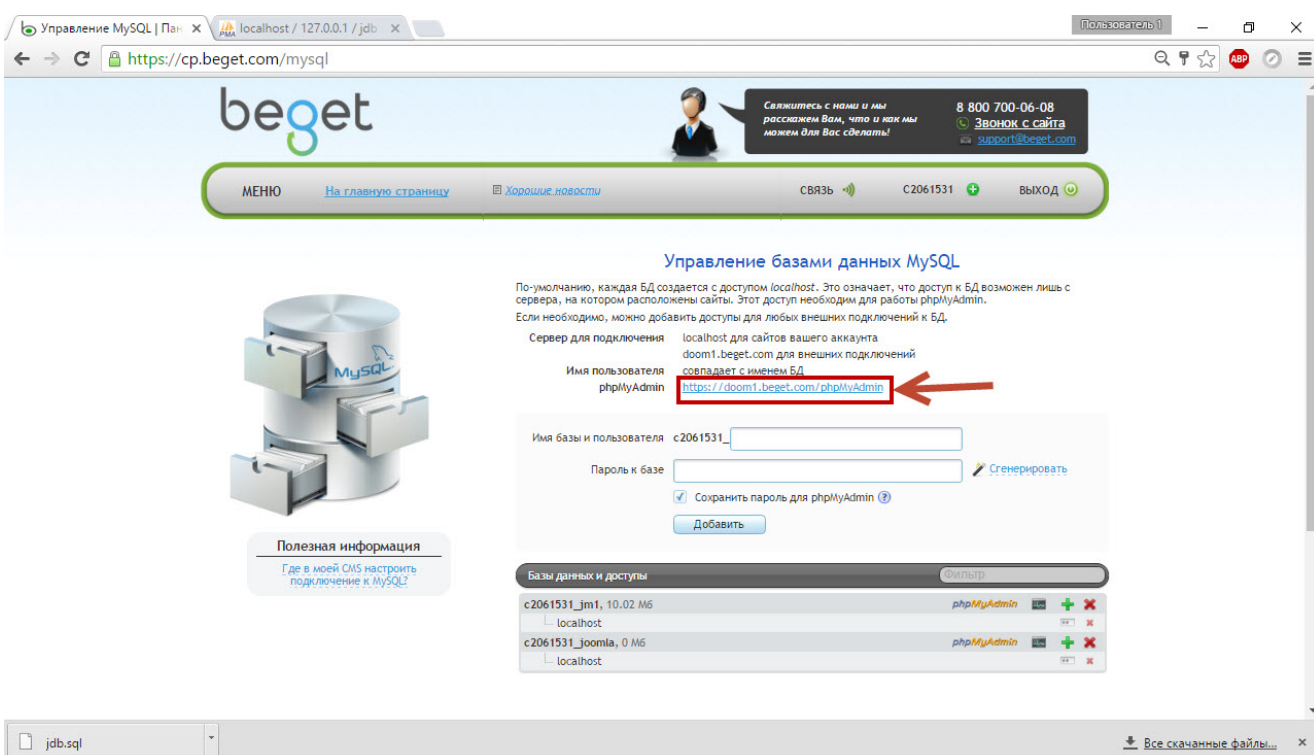 Управление MySQL | Пан
localhost / 127.0.0.1 / jdb
Пользователь 1
https://cp.beget.com/mysql
ABP
beget
Свяжитесь с нами и мы
расскажем Вам, что и как мы
можем для Вас сделать!
8 800 700-06-08
Звонок с сайта
support@beget.com
МЕНЮ
На главную страницу
Хорошие новости
СВЯЗЬ
C2061531
ВЫХОД
Управление базами данных MySQL
По-умолчанию, каждая БД создается с доступом localhost. Это означает, что доступ к БД возможен лишь с
сервера, на котором расположены сайты. Этот доступ необходим для работы phpMyAdmin.
Если необходимо, можно добавить доступы для любых внешних подключений к БД.
Сервер для подключения localhost для сайтов вашего аккаунта
doom1.beget.com для внешних подключений
Имя пользователя совпадает с именем БД
phpMyAdmin https://doom1.beget.com/phpMyAdmin
MySQL
Имя базы и пользователя c2061531_
Пароль к базе
Сгенерировать
Сохранить пароль для phpMyAdmin ?
Добавить
Полезная информация
Где в моей CMS настроить
подключение к MySQL?
Базы данных и доступы
Фильтр
c2061531_jm1, 10.02 Мб phpMyAdmin
localhost
c2061531_joomla, 0 Мб phpMyAdmin
localhost
jdb.sql
Все скачанные файлы...